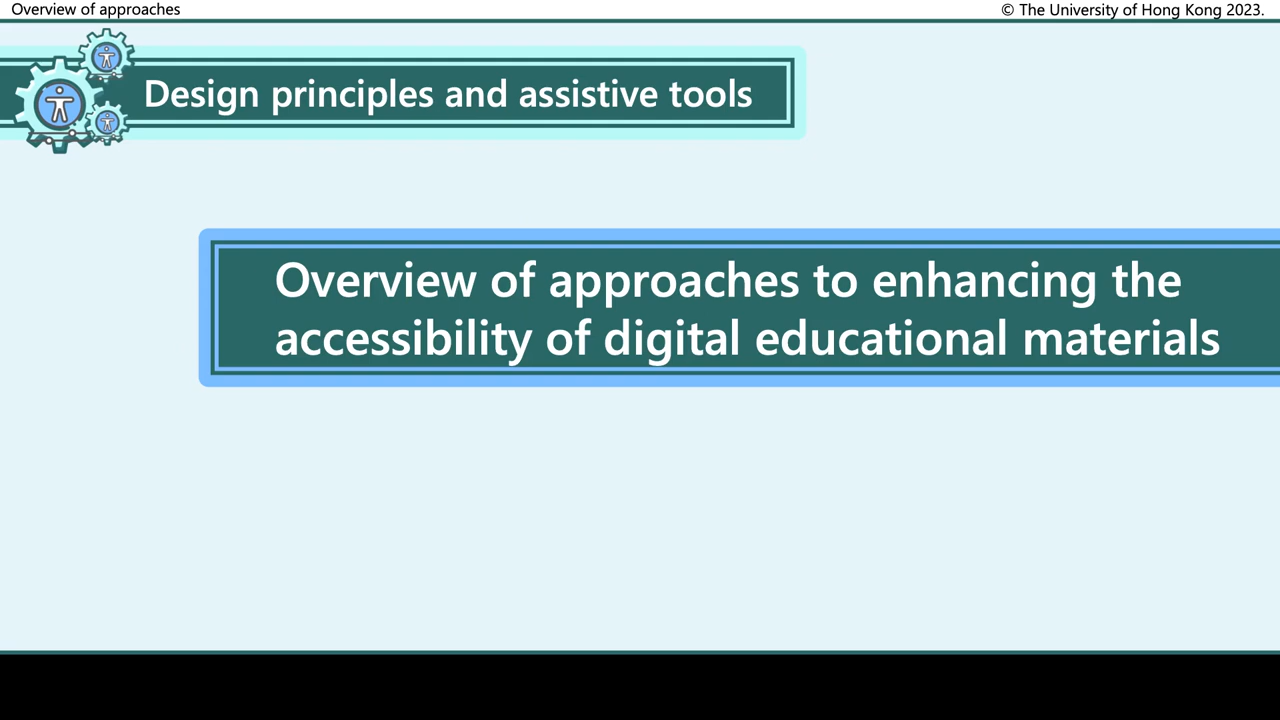 Overview of approaches
© The University of Hong Kong 2023.
Design principles and assistive tools
Overview of approaches to enhancing the
accessibility of digital educational materials